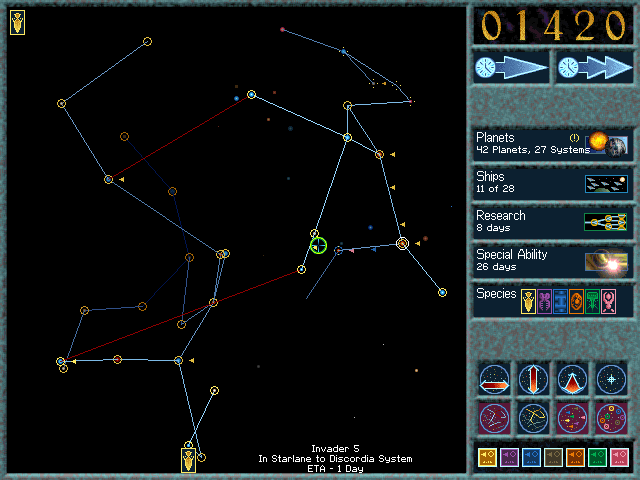 01420
Planets
42 Planets, 27 Systems
Ships
11 of 28
Research
8 days
Special Ability
26 days
Species
Invader 5
In Starlane to Discordia System
ETA - 1 Day